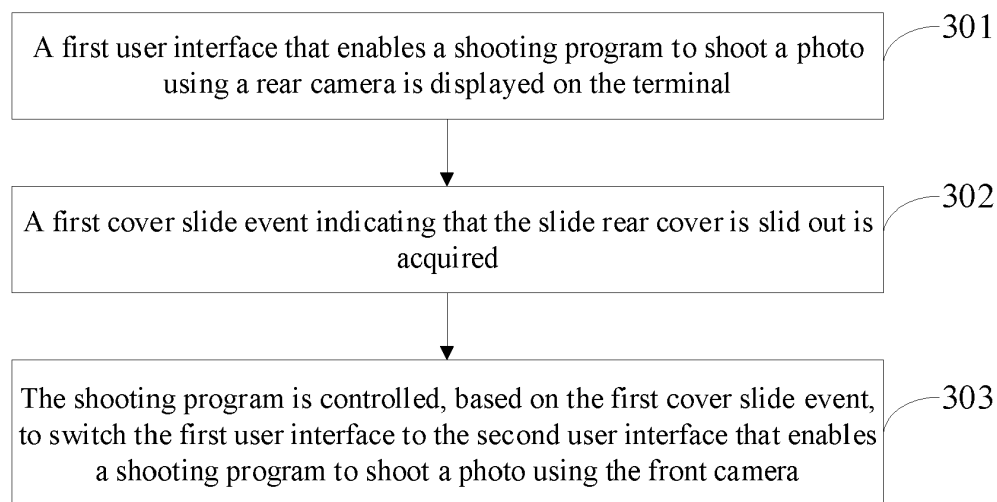 A first user interface that enables a shooting program to shoot a photo
using a rear camera is displayed on the terminal
301
A first cover slide event indicating that the slide rear cover is slid out is
acquired
302
The shooting program is controlled, based on the first cover slide event,
to switch the first user interface to the second user interface that enables
a shooting program to shoot a photo using the front camera
303